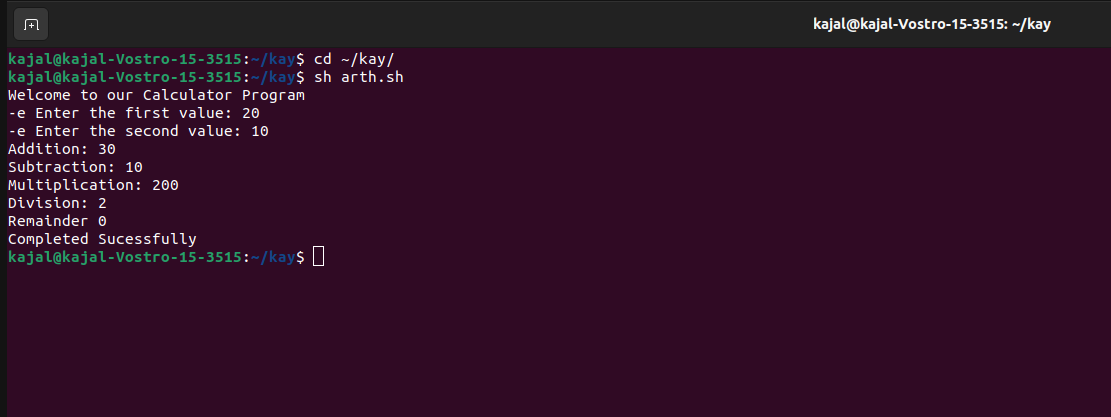 kajal@kajal-Vostro-15-3515: ~/kay
kajal@kajal-Vostro-15-3515:~/kay$ cd ~/kay/
kajal@kajal-Vostro-15-3515:~/kay$ sh arth.sh
Welcome to our Calculator Program
-e Enter the first value: 20
-e Enter the second value: 10
Addition: 30
Subtraction: 10
Multiplication: 200
Division: 2
Remainder 0
Completed Sucessfully
kajal@kajal-Vostro-15-3515:~/kay$